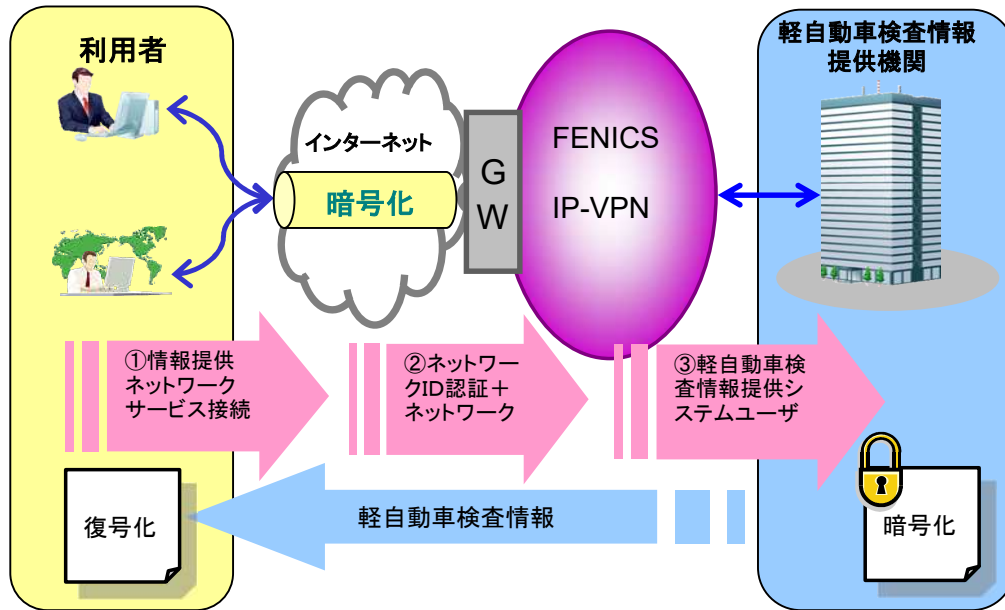 利用者
軽自動車検査情報
提供機関
インターネット
暗号化
G
W
FENICS
IP-VPN
①情報提供
ネットワーク
サービス接続
②ネットワー
クID認証＋
ネットワーク
③軽自動車検
査情報提供シ
ステムユーザ
復号化
軽自動車検査情報
暗号化